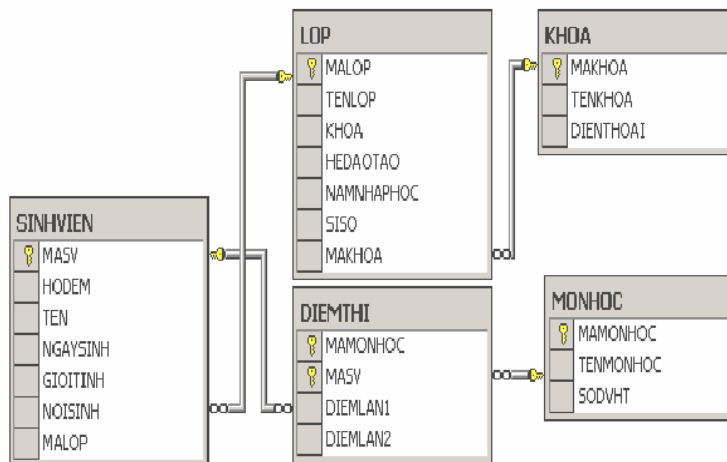 LOP
MALOP
TENLOP
KHOA
HEDAOTAO
NAMNHAPHOC
SISO
MAKHOA
KHOA
MAKHOA
TENKHOA
DIENTHOAI
SINHVIEN
MASV
HODEM
TEN
NGAYSINH
GIOITINH
NOISINH
MALOP
DIEMTHI
MAMONHOC
MASV
DIEMLAN1
DIEMLAN2
MONHOC
MAMONHOC
TENMONHOC
SODVHT